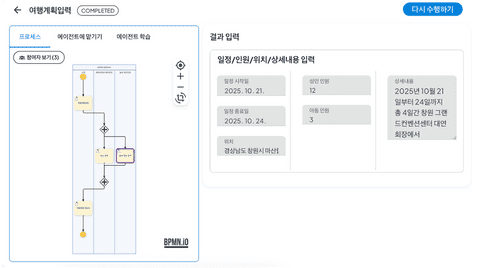 여행계획입력
COMPLETED
다시 수행하기
프로세스
에이전트에 맡기기
에이전트 학습
참여자 보기 (3)
BPMN.iO
결과 입력
일정/인원/위치/상세내용 입력
일정 시작일
2025. 10. 21.
일정 종료일
2025. 10. 24.
위치
경상남도 창원시 마산
성인 인원
12
아동 인원
3
상세내용
2025년 10월 21
일부터 24일까지
총 4일간 창원 그랜
드컨벤션센터 대연
회장에서